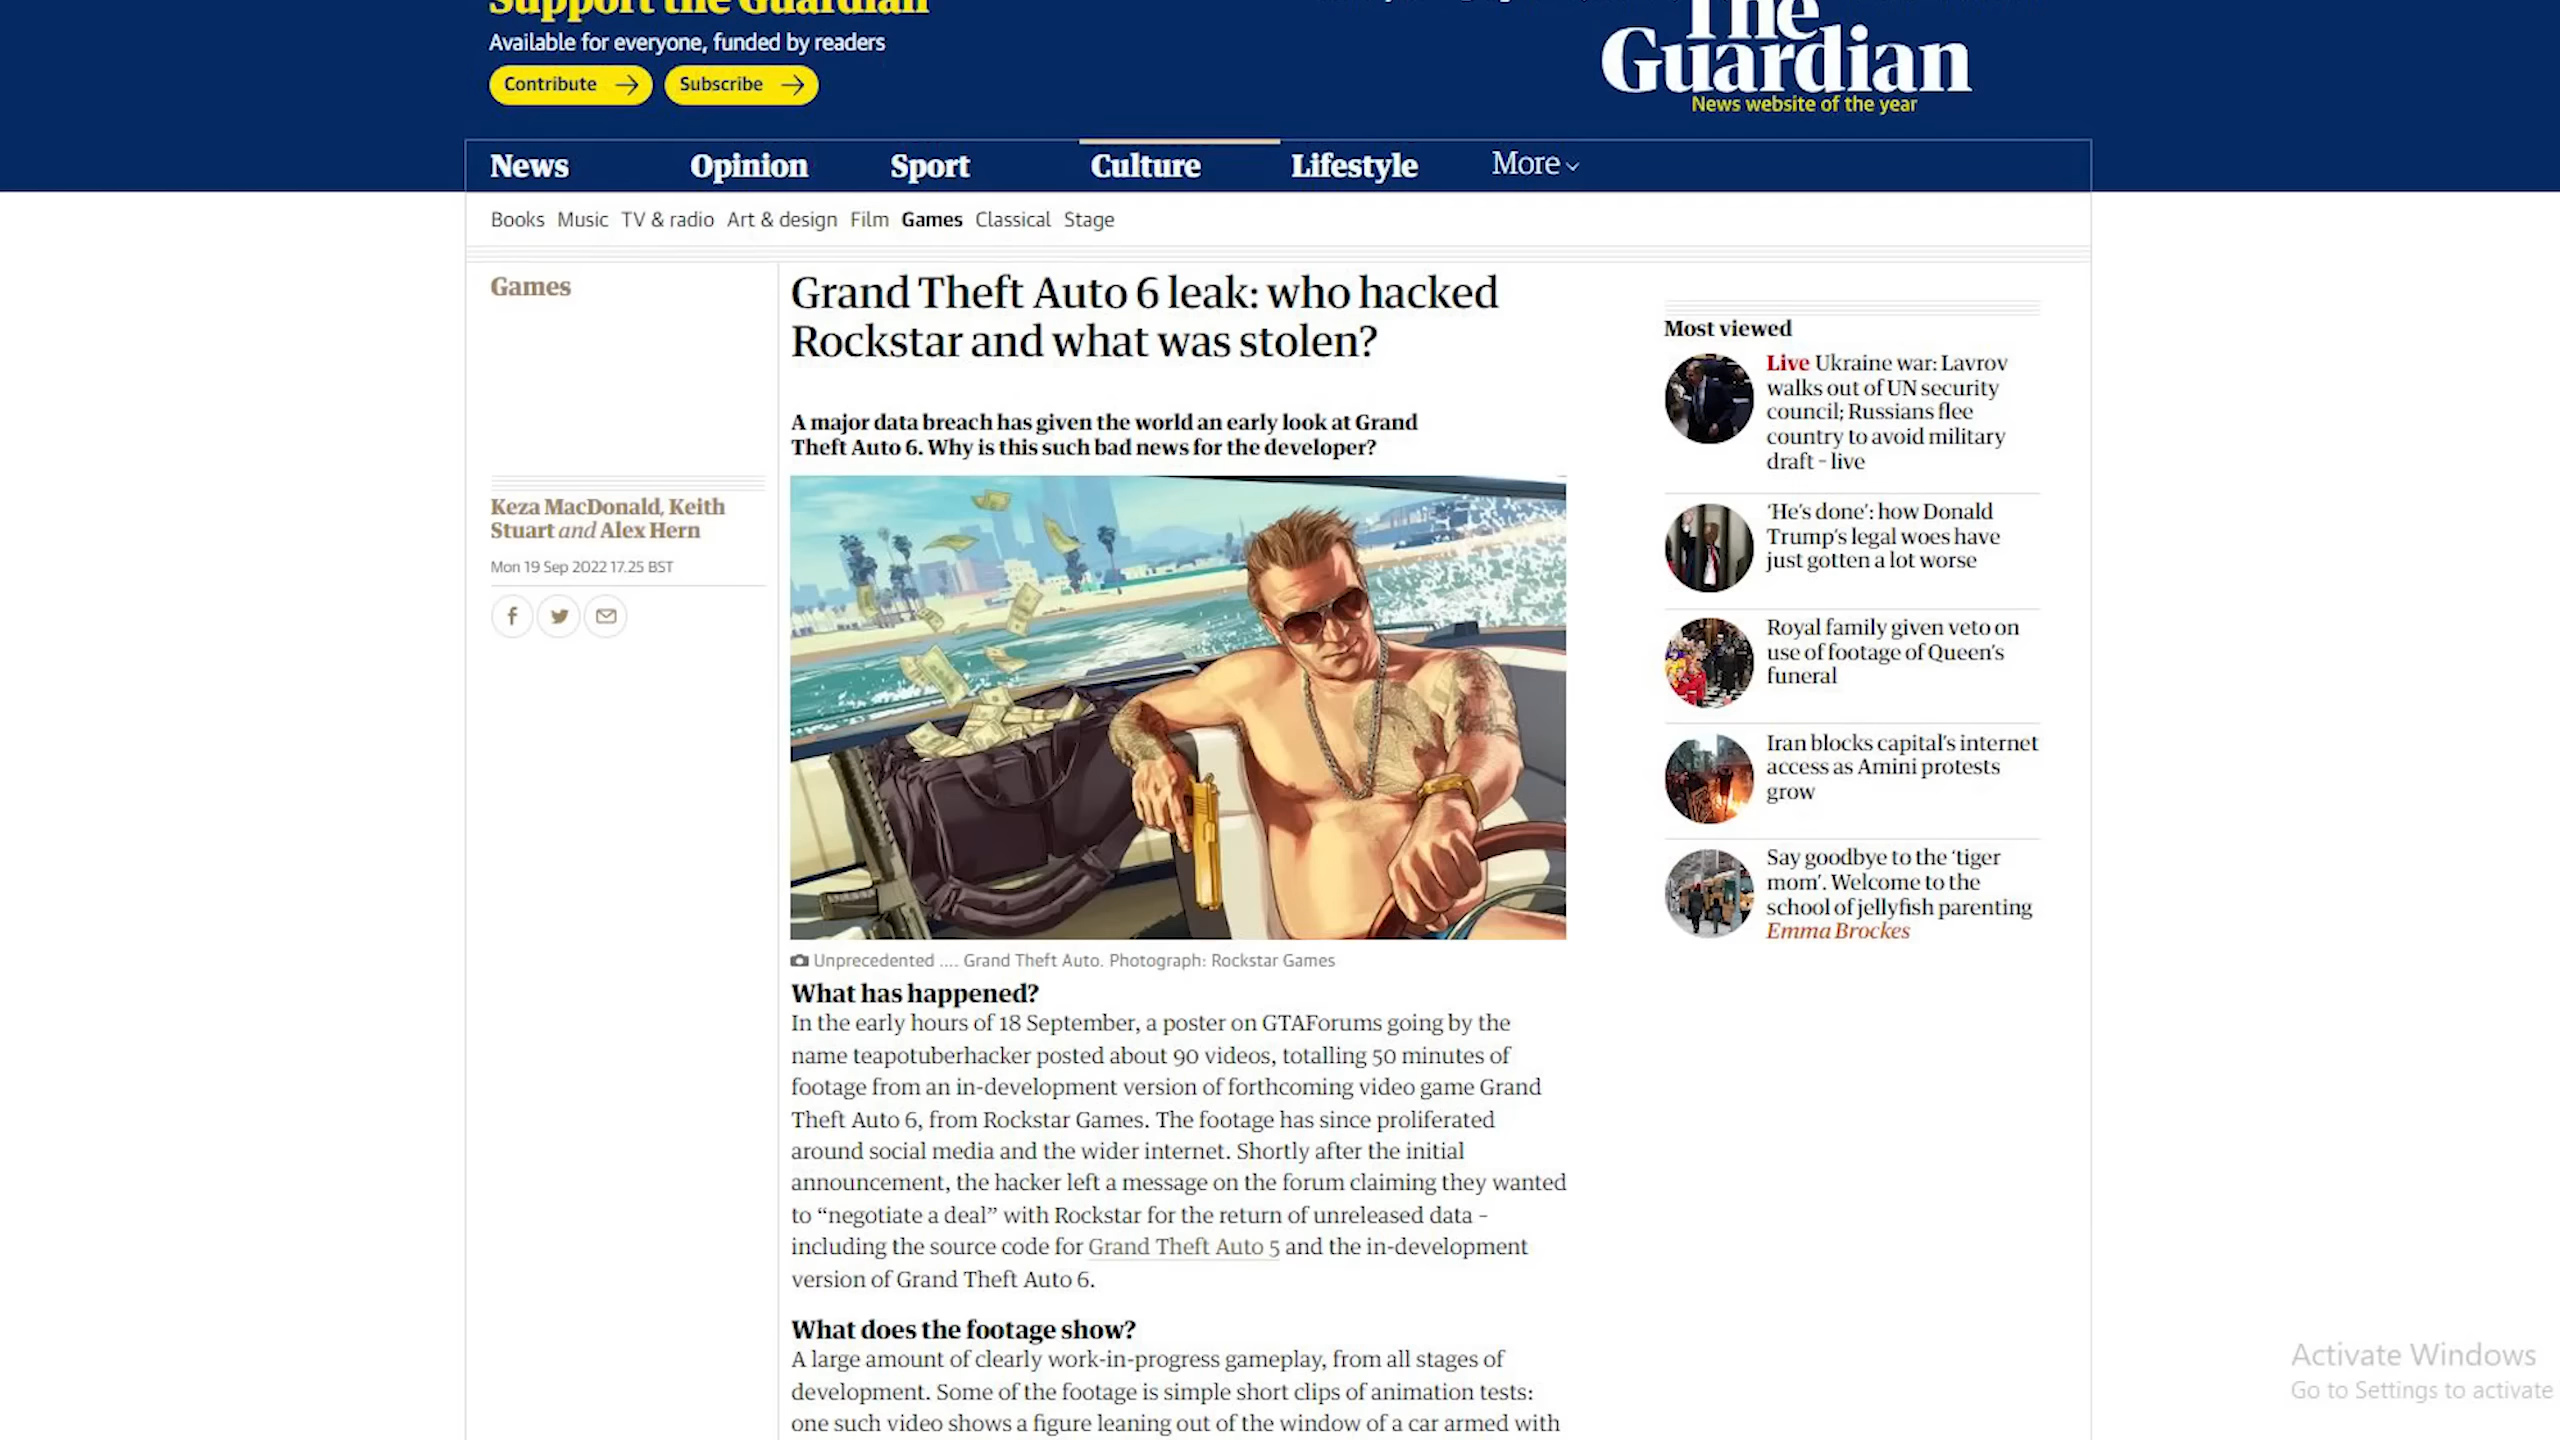 Support the Guardian
Available for everyone, funded by readers
Contribute
Subscribe
The
Guardian
News website of the year
News
Opinion
Sport
Culture
Lifestyle
More
Books Music TV & radio Art & design Film Games Classical Stage
Games
Grand Theft Auto 6 leak: who hacked
Rockstar and what was stolen?
A major data breach has given the world an early look at Grand
Theft Auto 6. Why is this such bad news for the developer?
Keza MacDonald, Keith
Stuart and Alex Hern
Mon 19 Sep 2022 17.25 BST
Unprecedented .... Grand Theft Auto. Photograph: Rockstar Games
What has happened?
In the early hours of 18 September, a poster on GTAForums going by the
name teapotuberhacker posted about 90 videos, totalling 50 minutes of
footage from an in-development version of forthcoming video game Grand
Theft Auto 6, from Rockstar Games. The footage has since proliferated
around social media and the wider internet. Shortly after the initial
announcement, the hacker left a message on the forum claiming they wanted
to “negotiate a deal” with Rockstar for the return of unreleased data –
including the source code for Grand Theft Auto 5 and the in-development
version of Grand Theft Auto 6.
What does the footage show?
A large amount of clearly work-in-progress gameplay, from all stages of
development. Some of the footage is simple short clips of animation tests:
one such video shows a figure leaning out of the window of a car armed with
Most viewed
Live Ukraine war: Lavrov
walks out of UN security
council; Russians flee
country to avoid military
draft – live
‘He’s done’: how Donald
Trump’s legal woes have
just gotten a lot worse
Royal family given veto on
use of footage of Queen’s
funeral
Iran blocks capital’s internet
access as Amini protests
grow
Say goodbye to the ‘tiger
mom’. Welcome to the
school of jellyfish parenting
Emma Brockes
Activate Windows
Go to Settings to activate